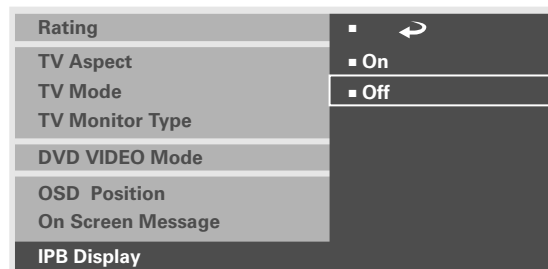 Rating
TV Aspect
On
TV Mode
Off
TV Monitor Type
DVD VIDEO Mode
OSD Position
On Screen Message
IPB Display